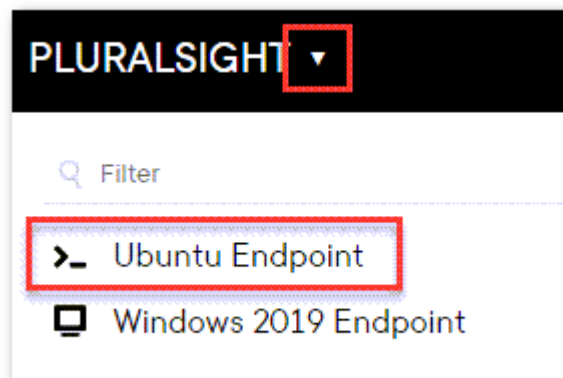 PLURALSIGHT
Filter
Ubuntu Endpoint
Windows 2019 Endpoint